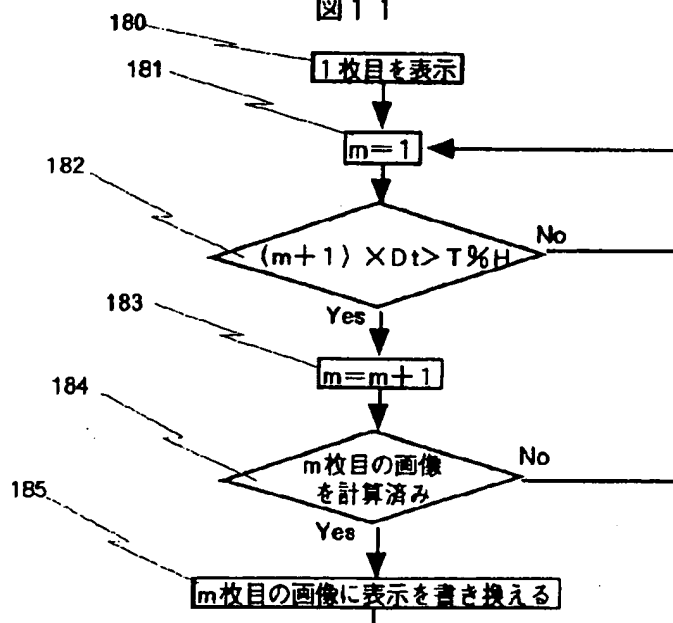 図11
180
1枚目を表示
181
m=1
182
(m+1)×Dt>T%H
No
Yes
183
m=m+1
184
m枚目の画像
を計算済み
No
Yes
185
m枚目の画像に表示を書き換える